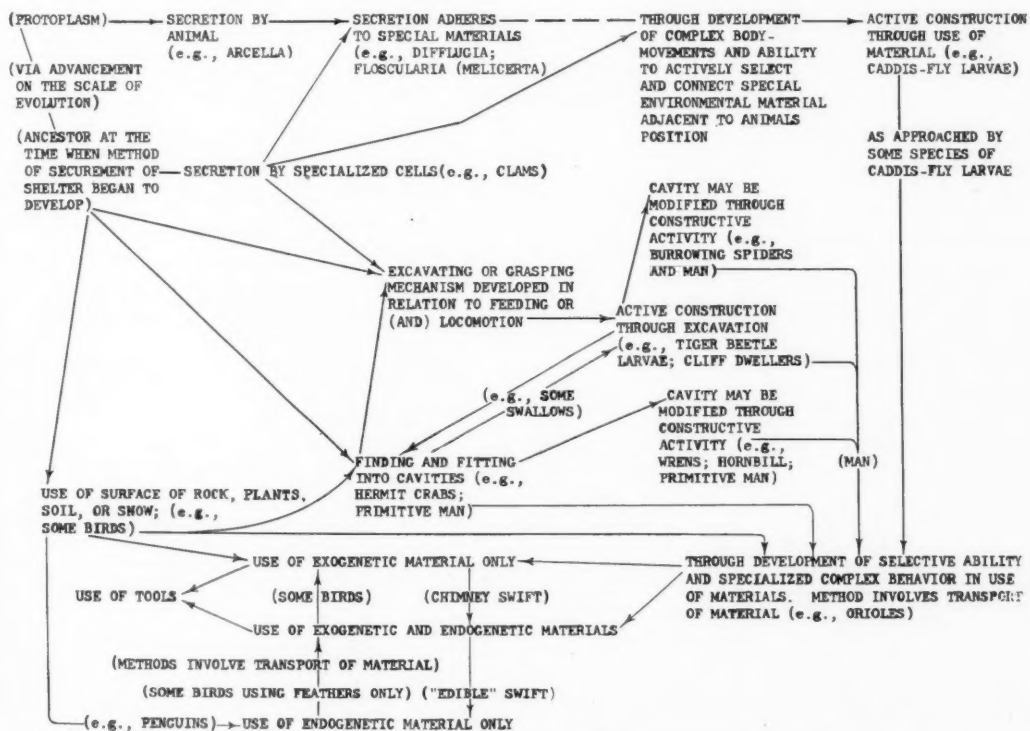 (PROTOPLASM)
SECRETION BY
ANIMAL
(e.g., ARCELLA)
SECRETION ADHERES
TO SPECIAL MATERIALS
(e.g., DIFFLUGIA;
FLOSCULARIA (MELICERTA)
THROUGH DEVELOPMENT
OF COMPLEX BODY-
MOVEMENTS AND ABILITY
TO ACTIVELY SELECT
AND CONNECT SPECIAL
ENVIRONMENTAL MATERIAL
ADJACENT TO ANIMALS
POSITION
ACTIVE CONSTRUCTION
THROUGH USE OF
MATERIAL (e.g.,
CADDIS-FLY LARVAE)
(VIA ADVANCEMENT
ON THE SCALE OF
EVOLUTION)
(ANCESTOR AT THE
TIME WHEN METHOD
OF SECUREMENT OF
SHELTER BEGAN TO
DEVELOP)
SECRETION BY SPECIALIZED CELLS(e.g., CLAMS)
AS APPROACHED BY
SOME SPECIES OF
CADDIS-FLY LARVAE
CAVITY MAY BE
MODIFIED THROUGH
CONSTRUCTIVE
ACTIVITY (e.g.,
BURROWING SPIDERS
AND MAN)
EXCAVATING OR GRASPING
MECHANISM DEVELOPED IN
RELATION TO FEEDING OR
(AND) LOCOMOTION
ACTIVE CONSTRUCTION
THROUGH EXCAVATION
(e.g., TIGER BEETLE
LARVAE; CLIFF DWELLERS)
(e.g., SOME
SWALLOWS)
CAVITY MAY BE
MODIFIED THROUGH
CONSTRUCTIVE
ACTIVITY (e.g.,
WRENS; HORNBILL;
PRIMITIVE MAN)
(MAN)
FINDING AND FITTING
INTO CAVITIES (e.g.,
HERMIT CRABS;
PRIMITIVE MAN)
USE OF SURFACE OF ROCK, PLANTS,
SOIL, OR SNOW; (e.g.,
SOME BIRDS)
USE OF EXOGENETIC MATERIAL ONLY
THROUGH DEVELOPMENT OF SELECTIVE ABILITY
AND SPECIALIZED COMPLEX BEHAVIOR IN USE
OF MATERIALS. METHOD INVOLVES TRANSPORT
OF MATERIAL (e.g., ORIOLES)
USE OF TOOLS
(SOME BIRDS)
(CHIMNEY SWIFT)
USE OF EXOGENETIC AND ENDOGENETIC MATERIALS
(METHODS INVOLVE TRANSPORT OF MATERIAL)
(SOME BIRDS USING FEATHERS ONLY)
("EDIBLE" SWIFT)
(e.g., PENGUINS)
USE OF ENDOGENETIC MATERIAL ONLY